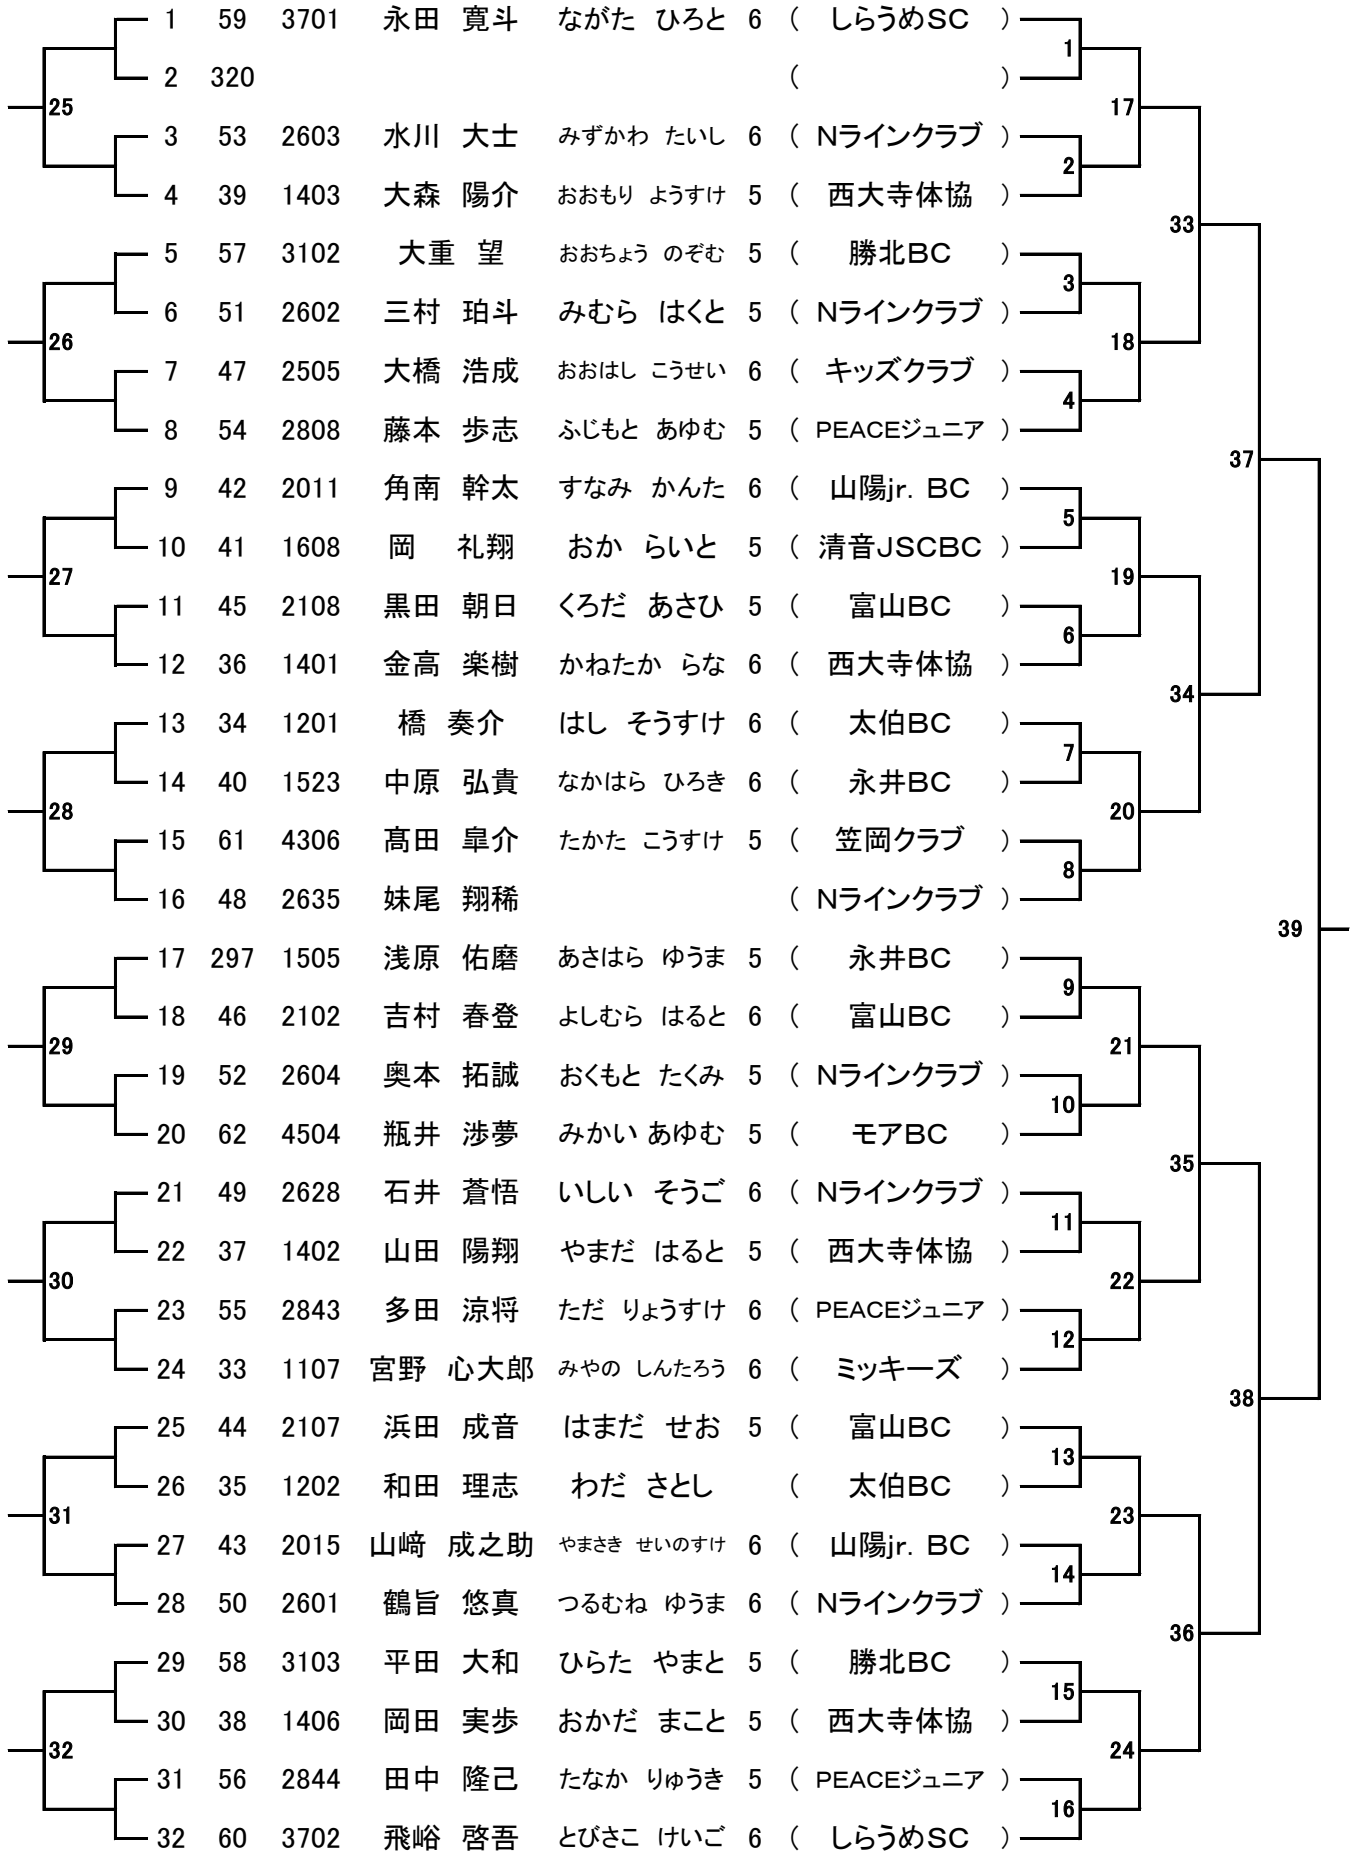 1 59 3701 永田 寛斗 ながた ひろと 6 ( しらうめSC )
1
2 320 ( )
25 17
3 53 2603 水川 大士 みずかわ たいし 6 ( Nラインクラブ )
2
4 39 1403 大森 陽介 おおもり ようすけ 5 ( 西大寺体協 )
33
5 57 3102 大重 望 おおちょう のぞむ 5 ( 勝北BC )
3
6 51 2602 三村 珀斗 みむら はくと 5 ( Nラインクラブ )
26 18
7 47 2505 大橋 浩成 おおはし こうせい 6 ( キッズクラブ )
4
8 54 2808 藤本 歩志 ふじもと あゆむ 5 ( PEACEジュニア )
37
9 42 2011 角南 幹太 すなみ かんた 6 ( 山陽jr. BC )
5
10 41 1608 岡 礼翔 おか らいと 5 ( 清音JSCBC )
27 19
11 45 2108 黒田 朝日 くろだ あさひ 5 ( 富山BC )
6
12 36 1401 金高 楽樹 かねたか らな 6 ( 西大寺体協 )
34
13 34 1201 橋 奏介 はし そうすけ 6 ( 太伯BC )
7
14 40 1523 中原 弘貴 なかはら ひろき 6 ( 永井BC )
28 20
15 61 4306 髙田 皐介 たかた こうすけ 5 ( 笠岡クラブ )
8
16 48 2635 妹尾 翔稀 ( Nラインクラブ )
39
17 297 1505 浅原 佑磨 あさはら ゆうま 5 ( 永井BC )
9
18 46 2102 吉村 春登 よしむら はると 6 ( 富山BC )
29 21
19 52 2604 奥本 拓誠 おくもと たくみ 5 ( Nラインクラブ )
10
20 62 4504 瓶井 渉夢 みかい あゆむ 5 ( モアBC )
35
21 49 2628 石井 蒼悟 いしい そうご 6 ( Nラインクラブ )
11
22 37 1402 山田 陽翔 やまだ はると 5 ( 西大寺体協 )
30 22
23 55 2843 多田 涼将 ただ りょうすけ 6 ( PEACEジュニア )
12
24 33 1107 宮野 心大郎 みやの しんたろう 6 ( ミッキーズ )
38
25 44 2107 浜田 成音 はまだ せお 5 ( 富山BC )
13
26 35 1202 和田 理志 わだ さとし ( 太伯BC )
31 23
27 43 2015 山﨑 成之助 やまさき せいのすけ 6 ( 山陽jr. BC )
14
28 50 2601 鶴旨 悠真 つるむね ゆうま 6 ( Nラインクラブ )
36
29 58 3103 平田 大和 ひらた やまと 5 ( 勝北BC )
15
30 38 1406 岡田 実歩 おかだ まこと 5 ( 西大寺体協 )
32 24
31 56 2844 田中 隆己 たなか りゅうき 5 ( PEACEジュニア )
16
32 60 3702 飛峪 啓吾 とびさこ けいご 6 ( しらうめSC )